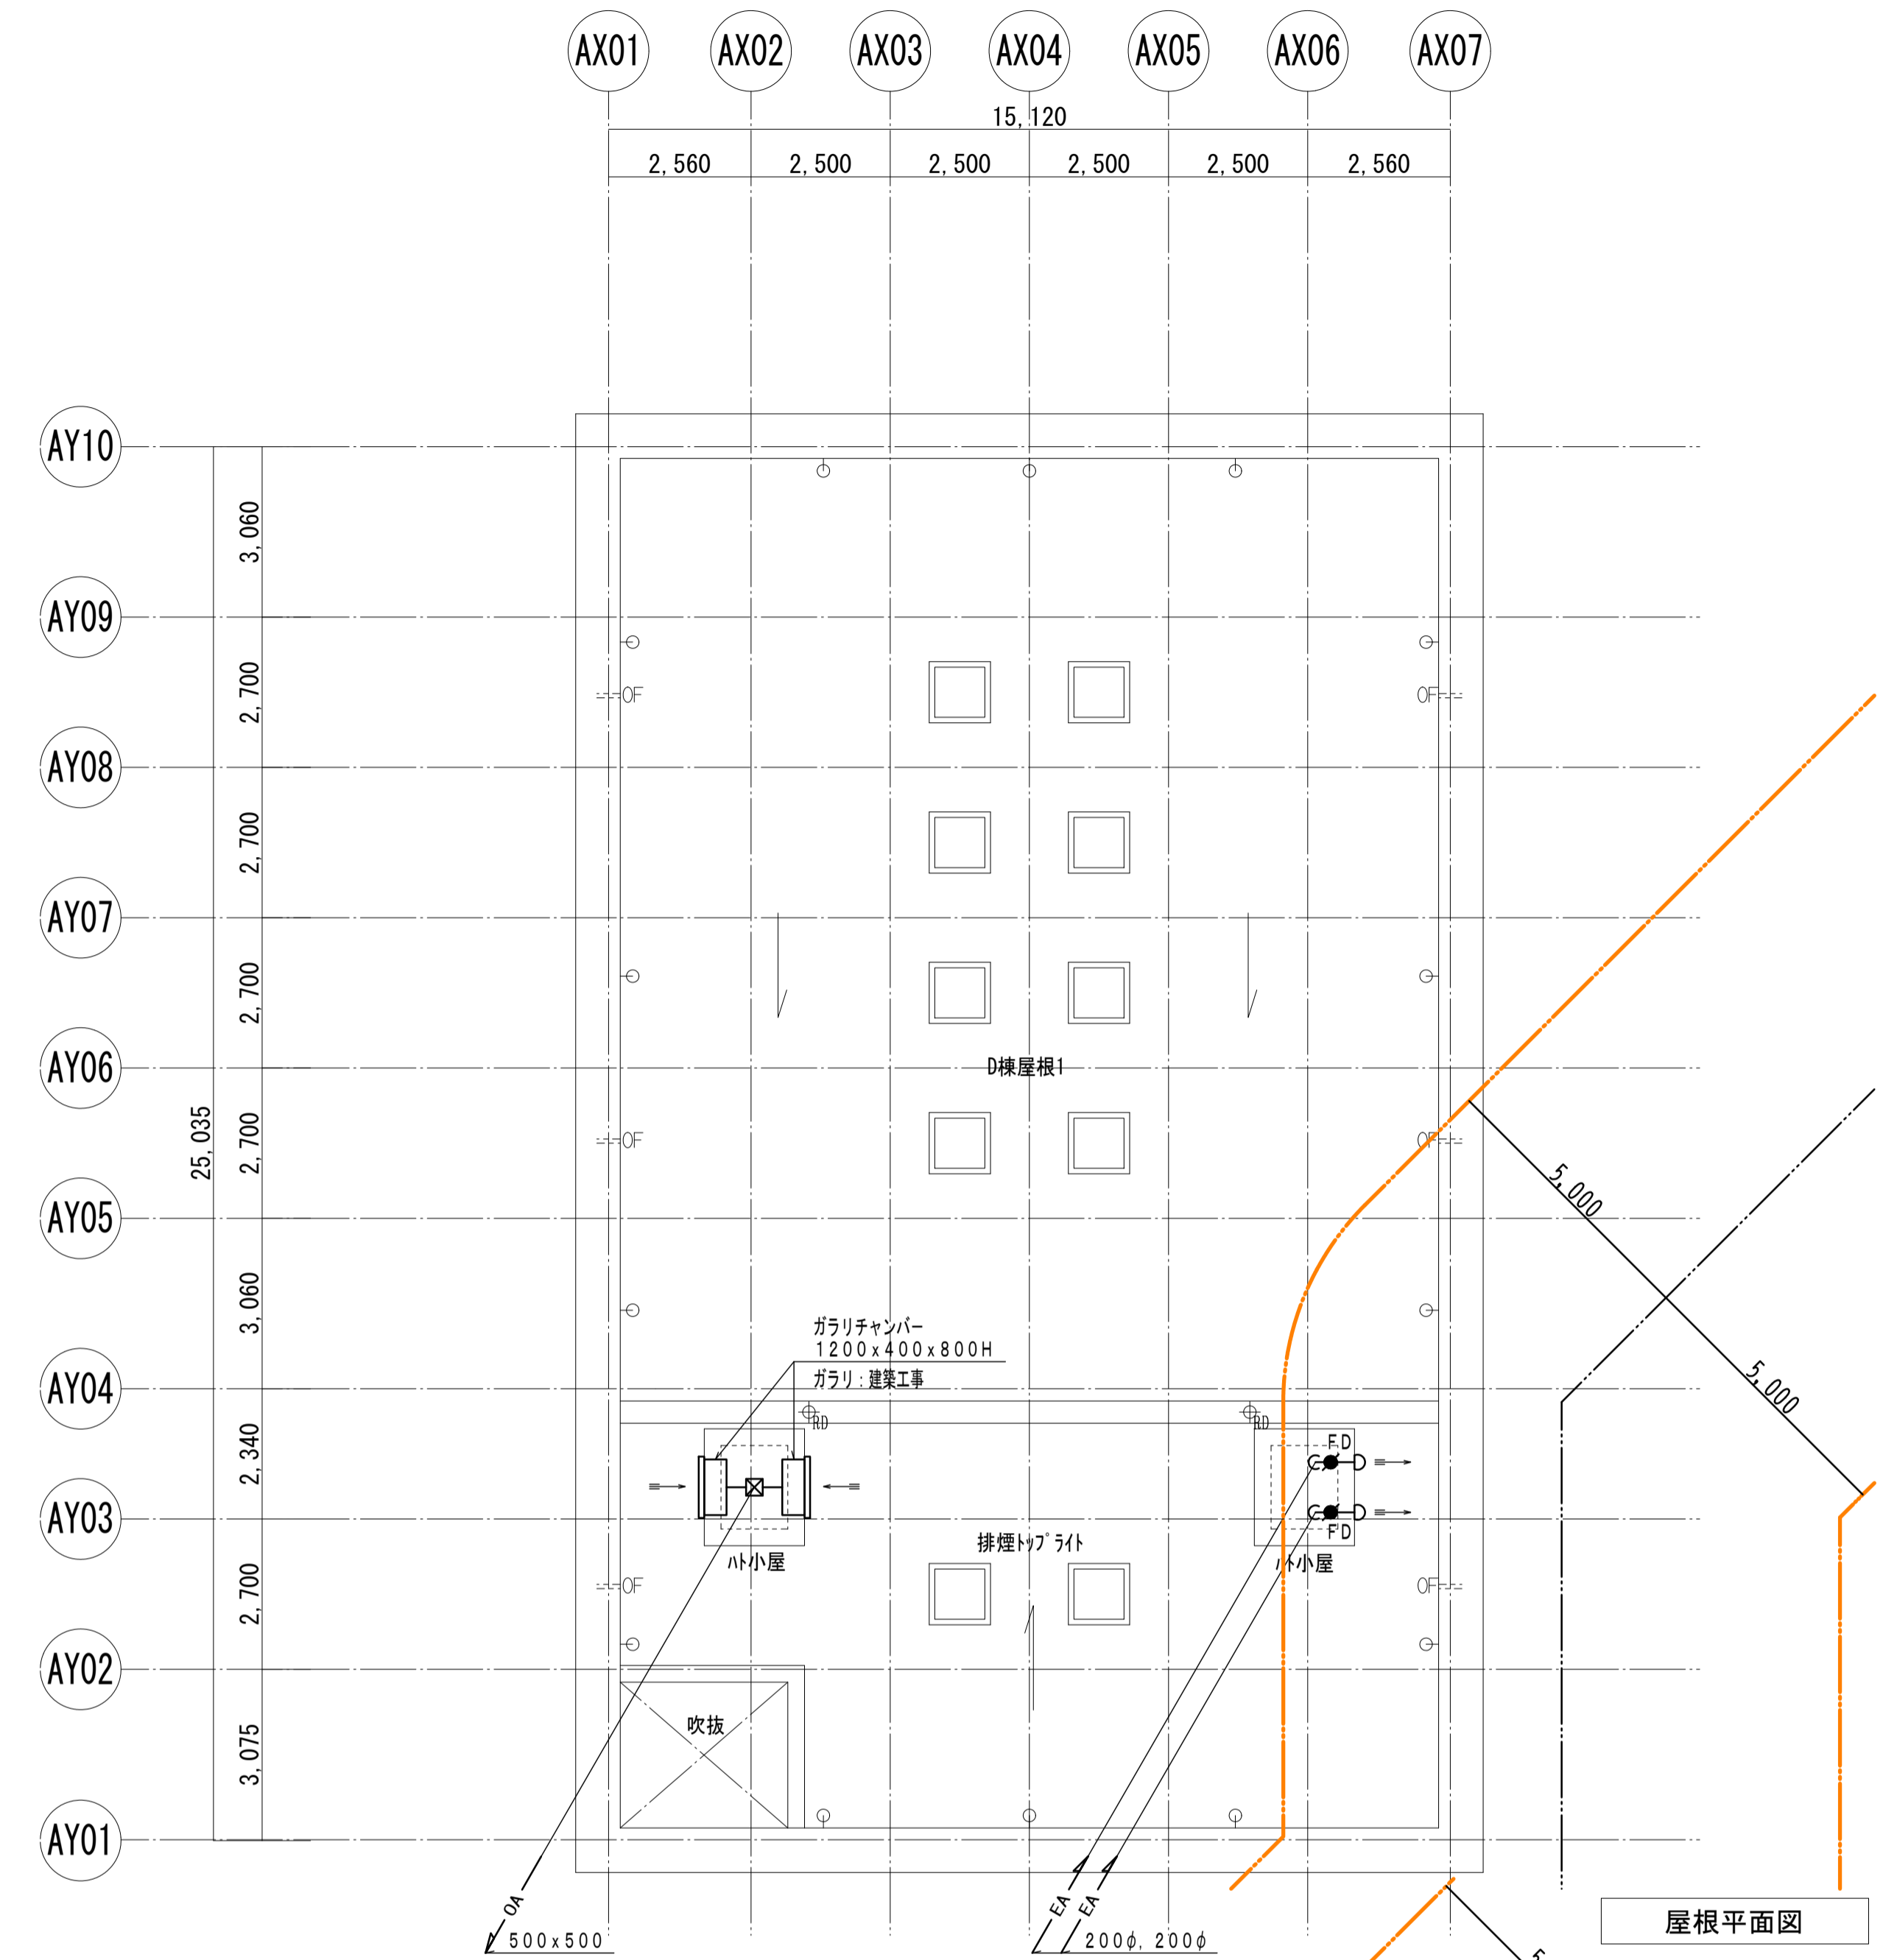 AX01 AX02 AX03 AX04 AX05 AX06 AX07
15,120
2,560 2,500 2,500 2,500 2,500 2,560
AY10
3,060
AY09
2,700
OF OF
AY08
2,700
AY07
2,700
AY06
D棟屋根1
25,035
2,700
OF OF
5,000
AY05
3,060
ガラリチャンバー
1200x400x800H
ガラリ:建築工事
5,000
AY04
RD RD
2,340
FD
AY03
FD
排煙トップライト
ハト小屋 ハト小屋
2,700
OF OF
AY02
吹抜
3,075
AY01
OA EA EA
500x500 200φ, 200φ
屋根平面図